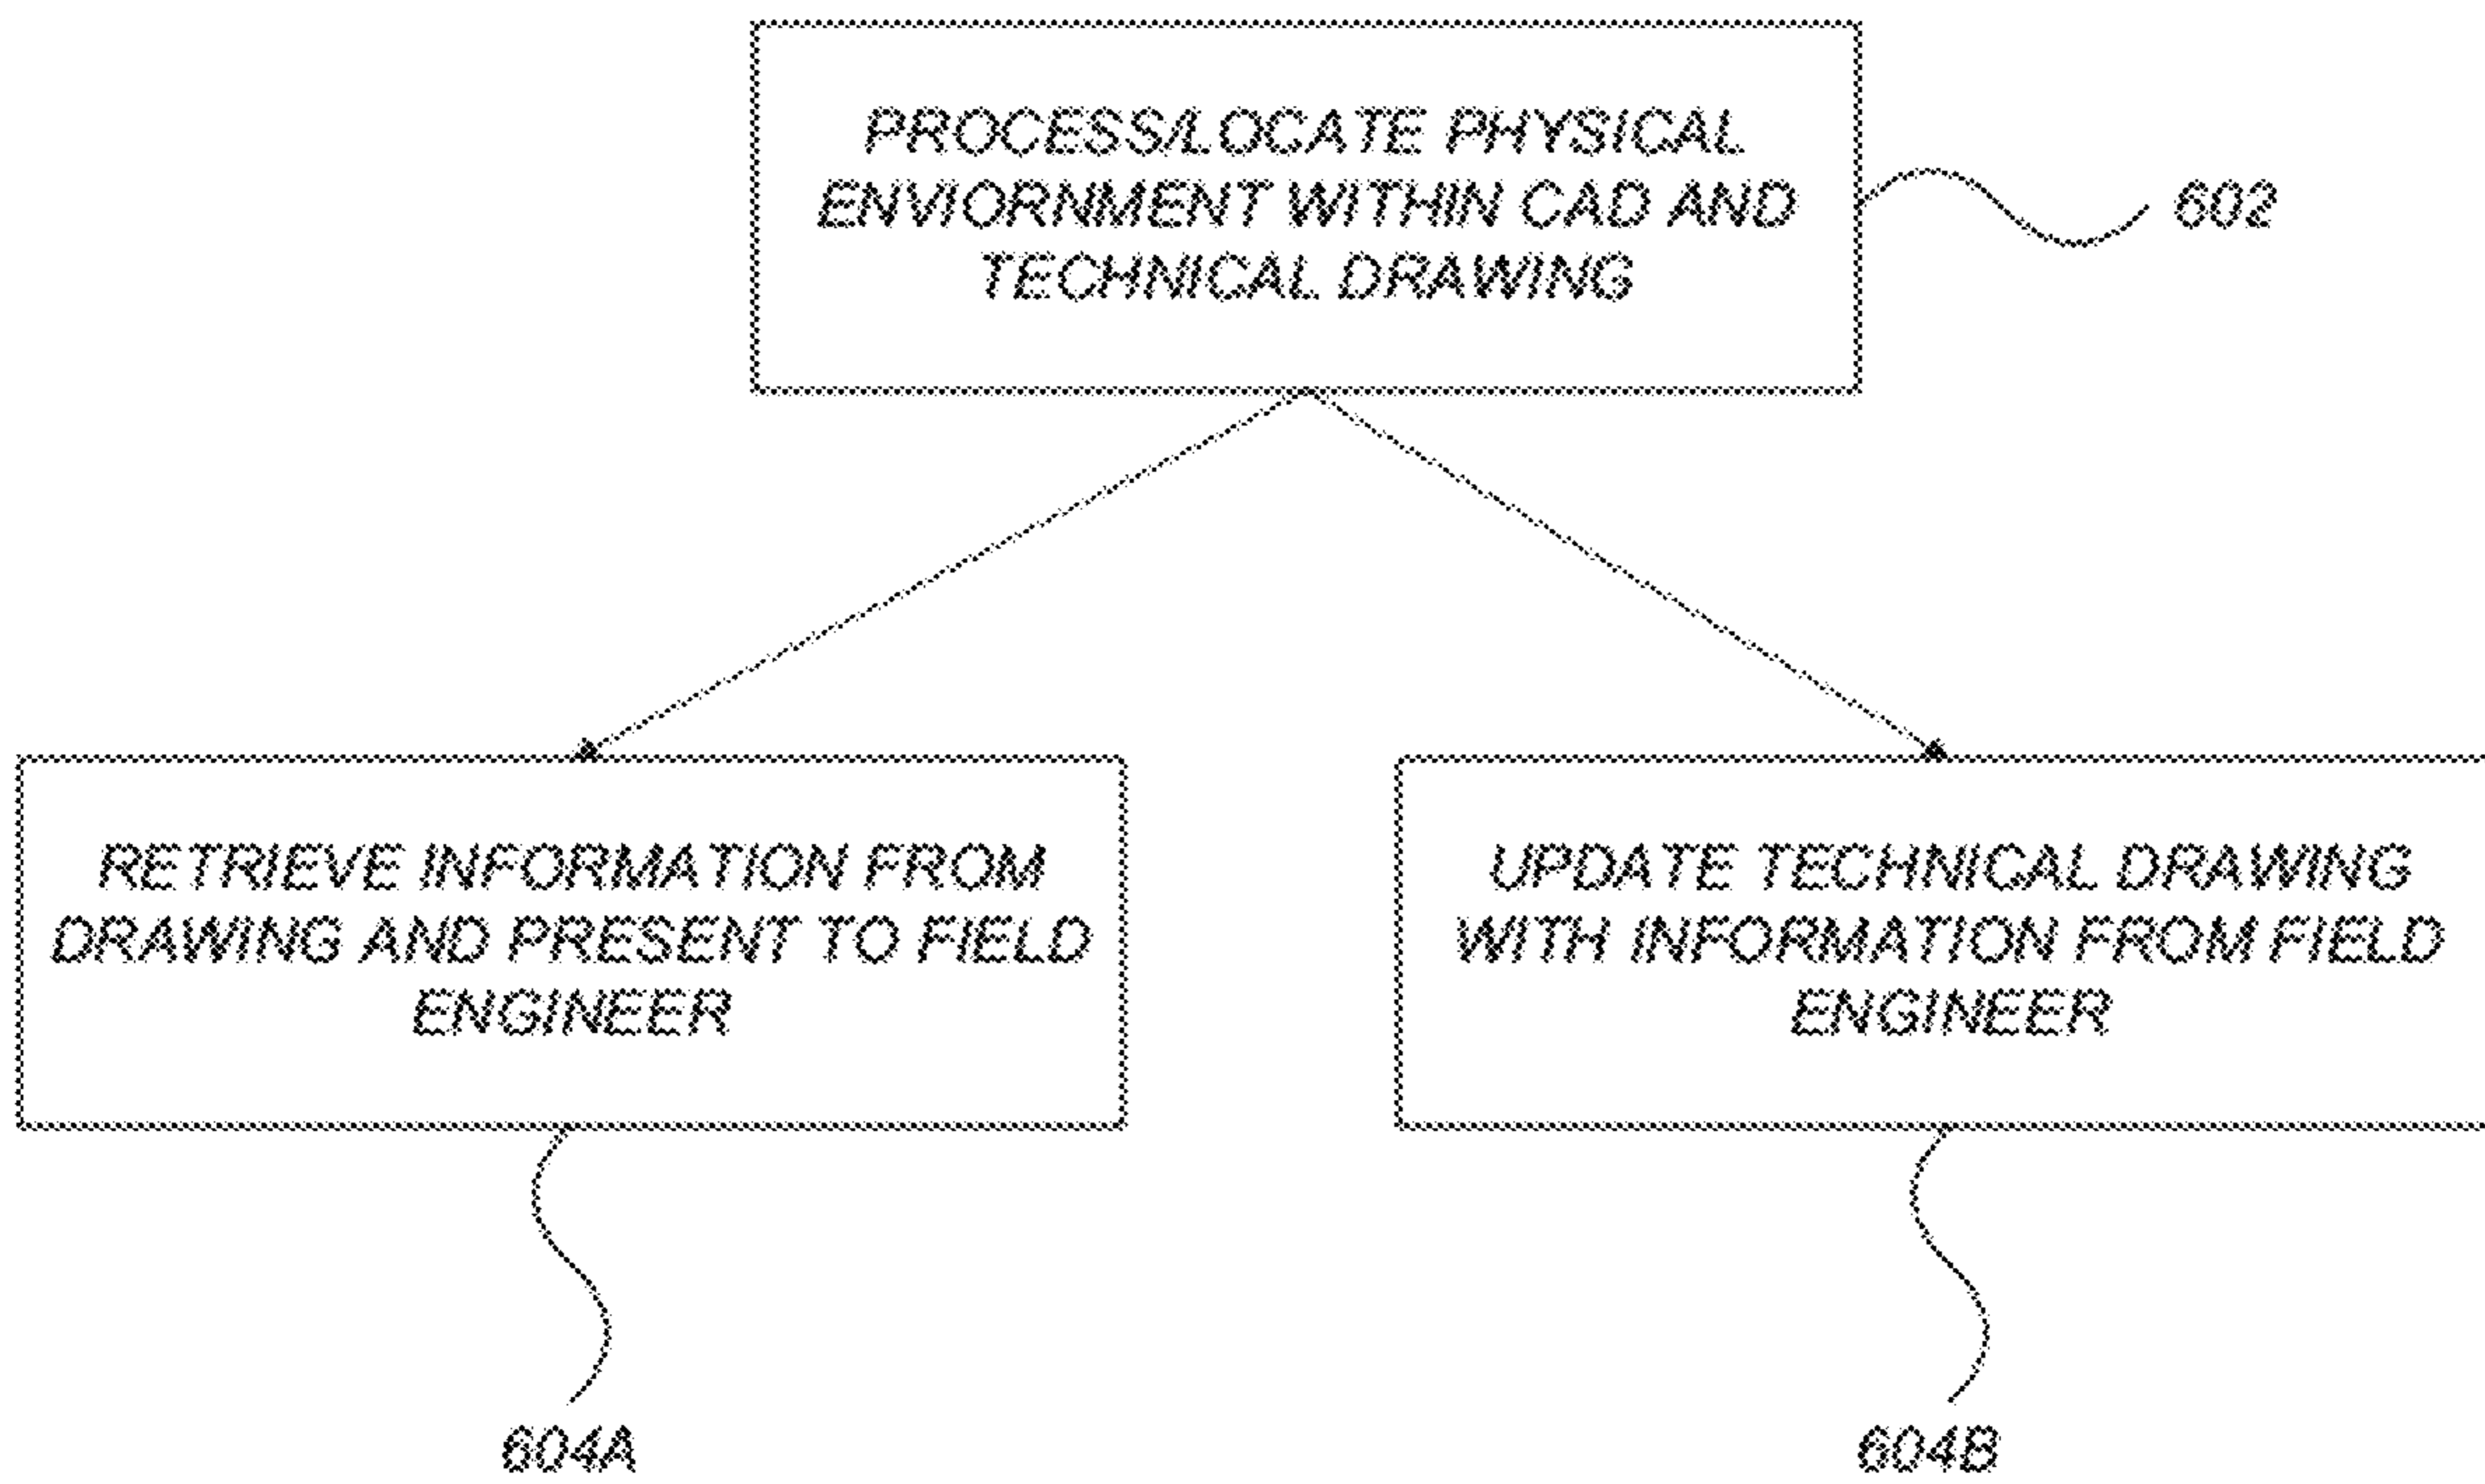 PROCESS/LOCATE PHYSICAL
ENVIORNMENT WITHIN CAD AND
TECHNICAL DRAWING
602
RETRIEVE INFORMATION FROM
DRAWING AND PRESENT TO FIELD
ENGINEER
UPDATE TECHNICAL DRAWING
WITH INFORMATION FROM FIELD
ENGINEER
604A
604B